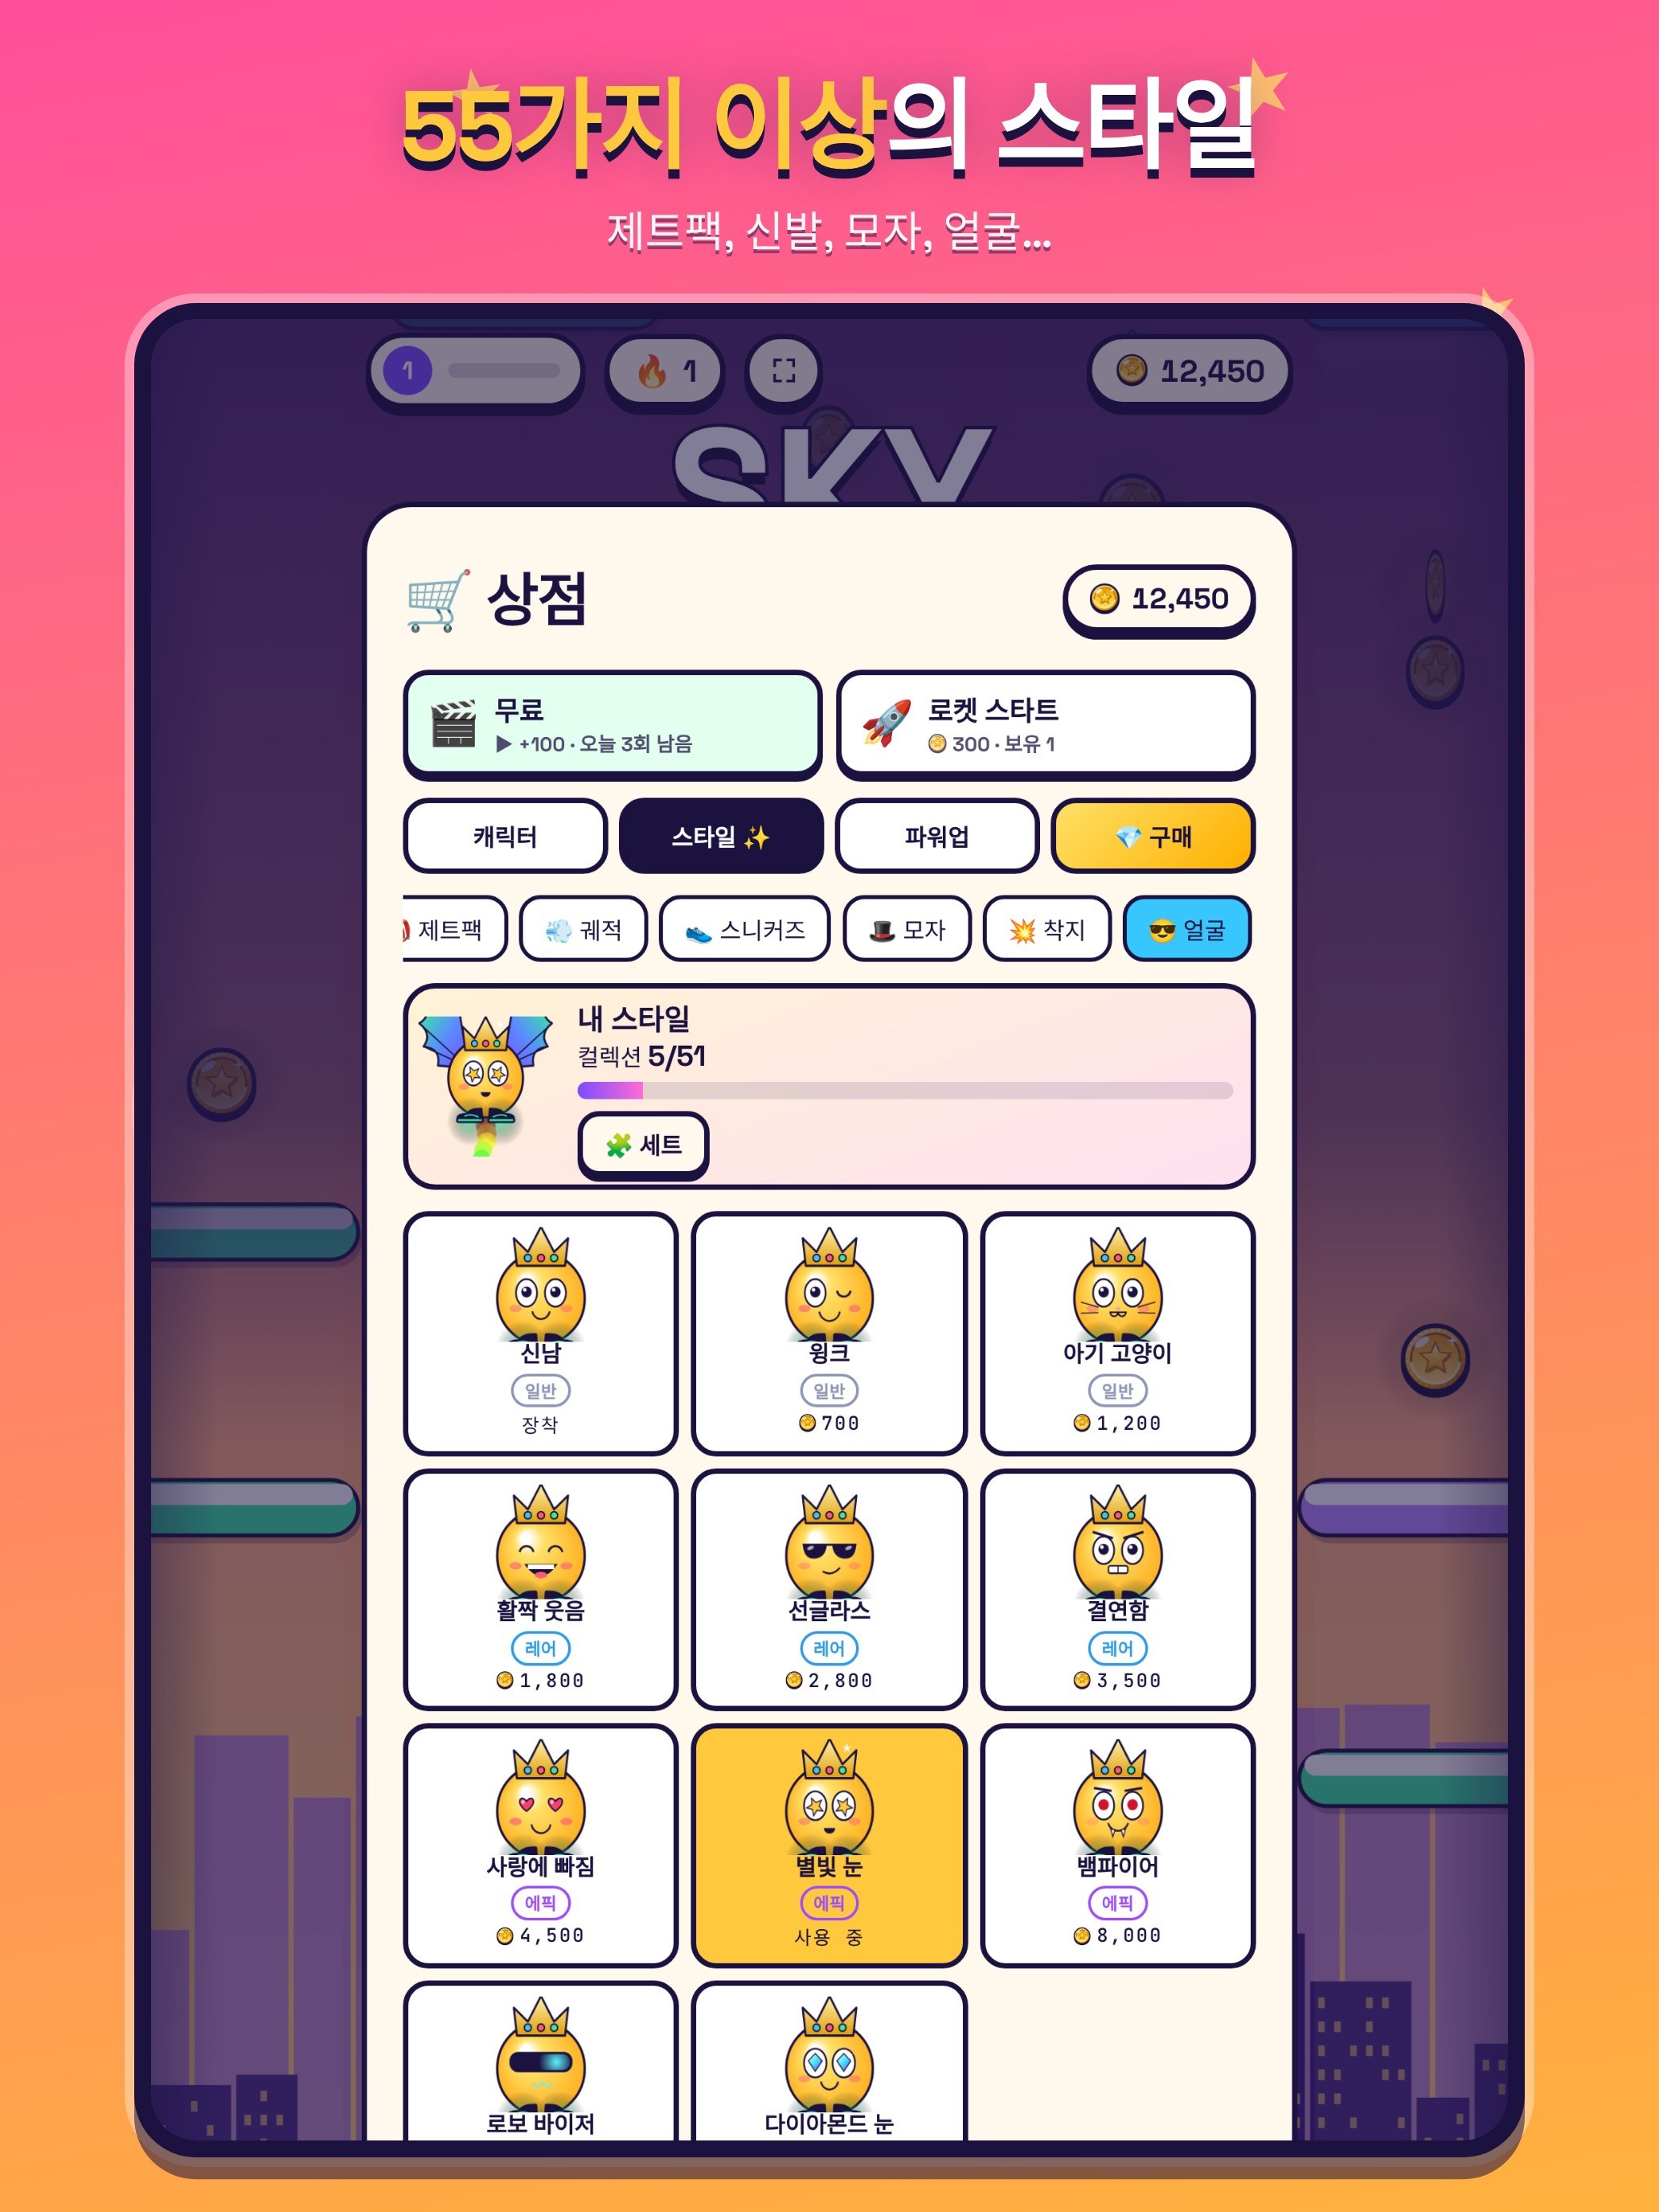 55가지 이상의 스타일
제트팩, 신발, 모자, 얼굴...
1
1
12,450
SKY
상점
12,450
무료
▶ +100 · 오늘 3회 남음
로켓 스타트
300 · 보유 1
캐릭터
스타일
파워업
구매
제트팩
궤적
스니커즈
모자
착지
얼굴
내 스타일
컬렉션 5/51
세트
신남
일반
장착
윙크
일반
700
아기 고양이
일반
1,200
활짝 웃음
레어
1,800
선글라스
레어
2,800
결연함
레어
3,500
사랑에 빠짐
에픽
4,500
별빛 눈
에픽
사용 중
뱀파이어
에픽
8,000
로보 바이저
다이아몬드 눈